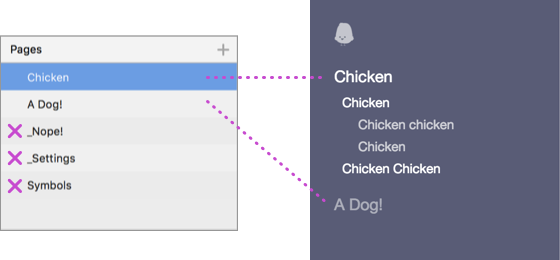 Pages
Chicken
A Dog!
_Nope!
_Settings
Symbols
Chicken
Chicken
Chicken chicken
Chicken
Chicken Chicken
A Dog!